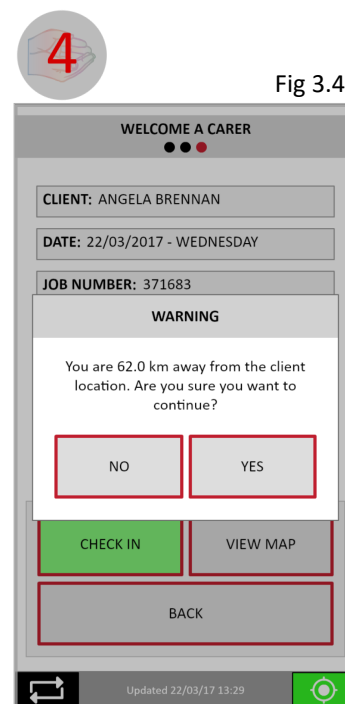 4
Fig 3.4
WELCOME A CARER
CLIENT: ANGELA BRENNAN
DATE: 22/03/2017 - WEDNESDAY
JOB NUMBER: 371683
WARNING
You are 62.0 km away from the client
location. Are you sure you want to
continue?
NO YES
CHECK IN VIEW MAP
BACK
Updated 22/03/17 13:29